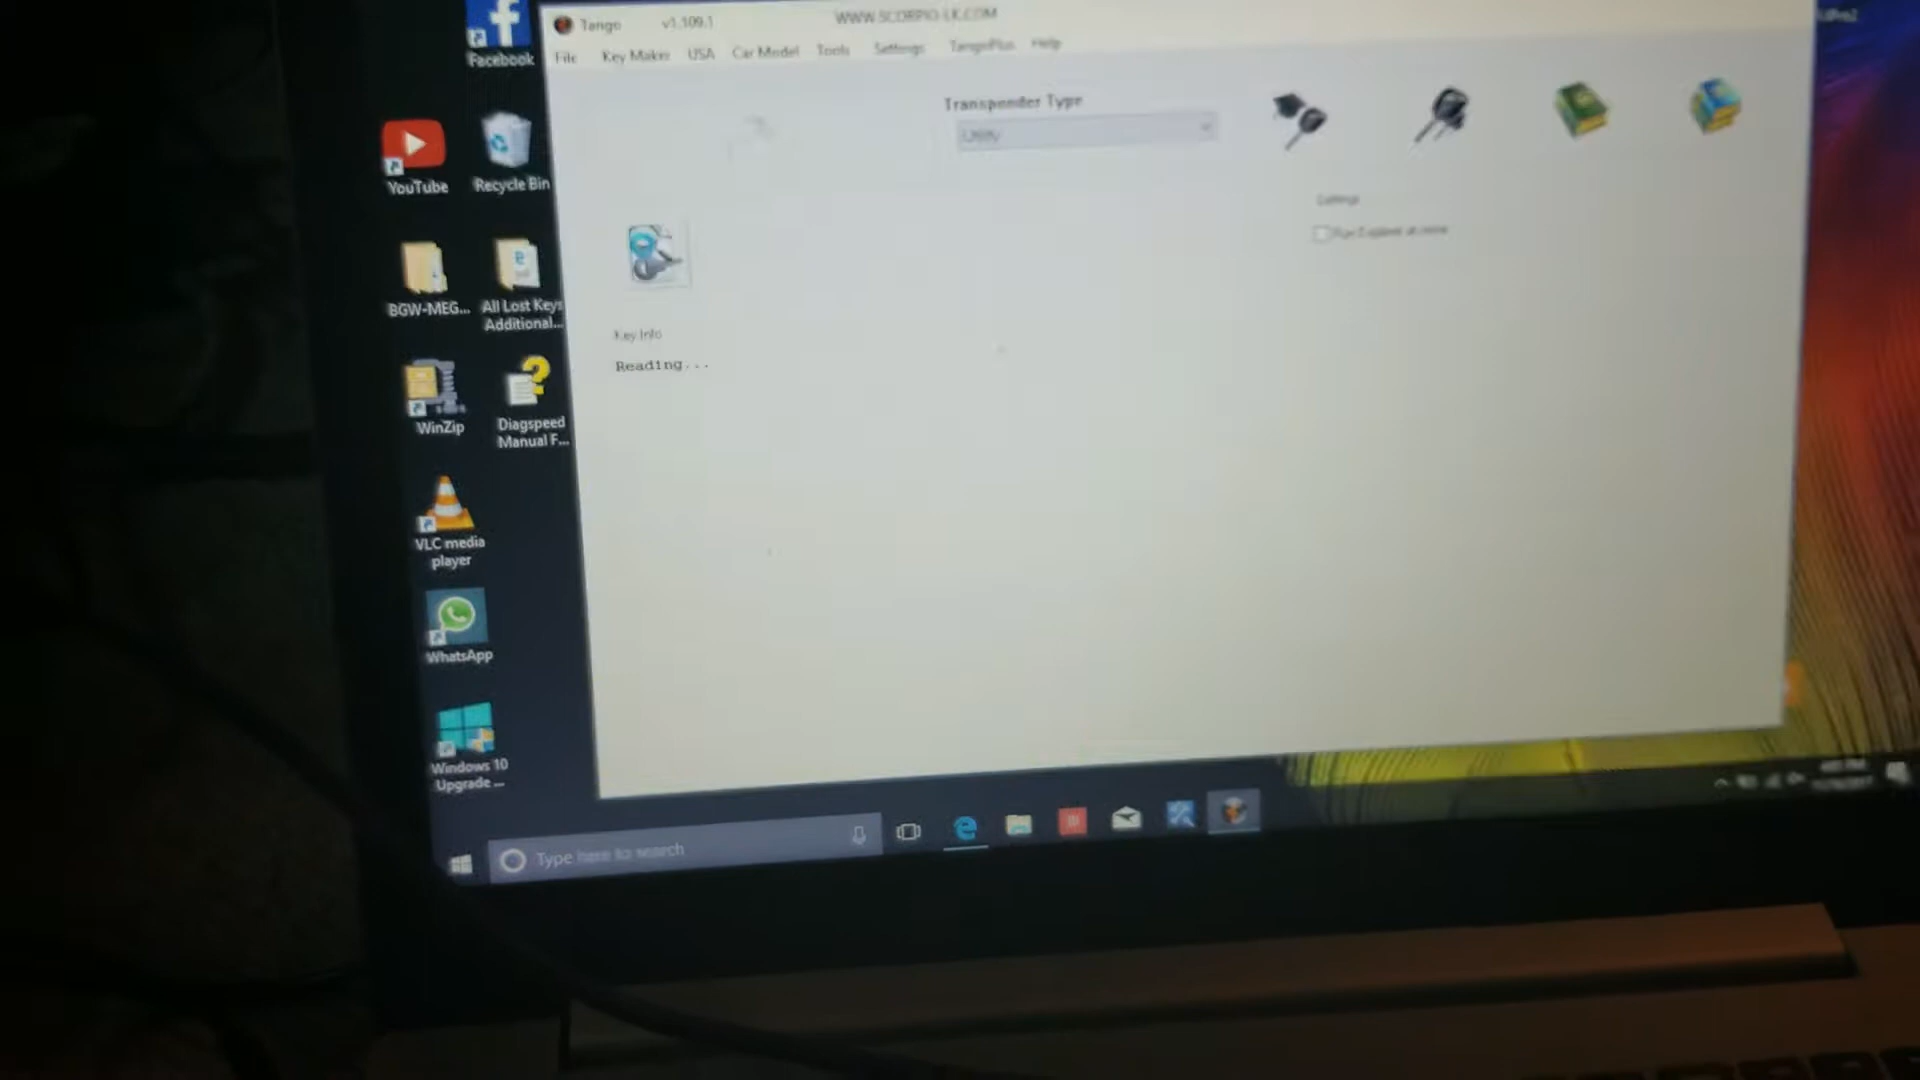 Tango v1.109.1 WWW.SCORPIO-LK.COM
File Key Maker USA Car Model Tools Settings TangoPlus Help
Transponder Type
Utility
Settings
Key Info
Reading...
Facebook
YouTube
Recycle Bin
BGW-MEG...
All Lost Keys
Additional...
WinZip
Diagspeed
Manual F...
VLC media
player
WhatsApp
Windows 10
Upgrade ...
Type here to search